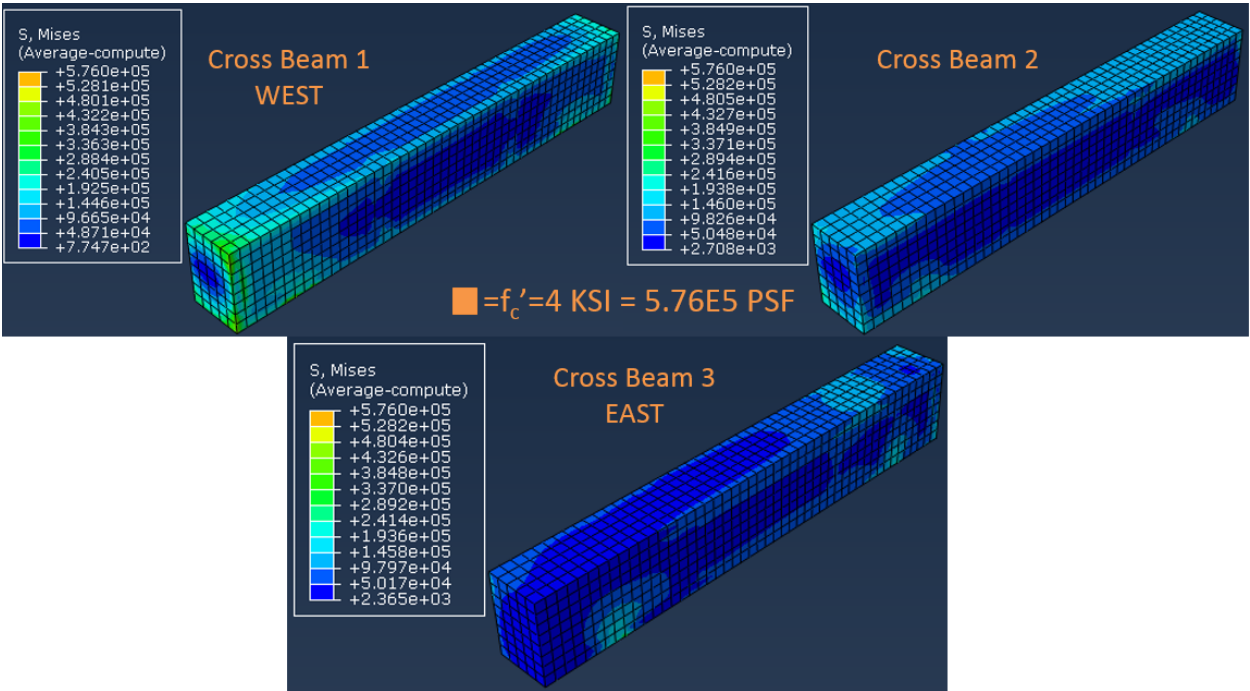 S, Mises
(Average-compute)
+5.760e+05
+5.281e+05
+4.801e+05
+4.322e+05
+3.843e+05
+3.363e+05
+2.884e+05
+2.405e+05
+1.925e+05
+1.446e+05
+9.665e+04
+4.871e+04
+7.747e+02
Cross Beam 1
WEST
S, Mises
(Average-compute)
+5.760e+05
+5.282e+05
+4.805e+05
+4.327e+05
+3.849e+05
+3.371e+05
+2.894e+05
+2.416e+05
+1.938e+05
+1.460e+05
+9.826e+04
+5.048e+04
+2.708e+03
Cross Beam 2
=fc’=4 KSI = 5.76E5 PSF
S, Mises
(Average-compute)
+5.760e+05
+5.282e+05
+4.804e+05
+4.326e+05
+3.848e+05
+3.370e+05
+2.892e+05
+2.414e+05
+1.936e+05
+1.458e+05
+9.797e+04
+5.017e+04
+2.365e+03
Cross Beam 3
EAST